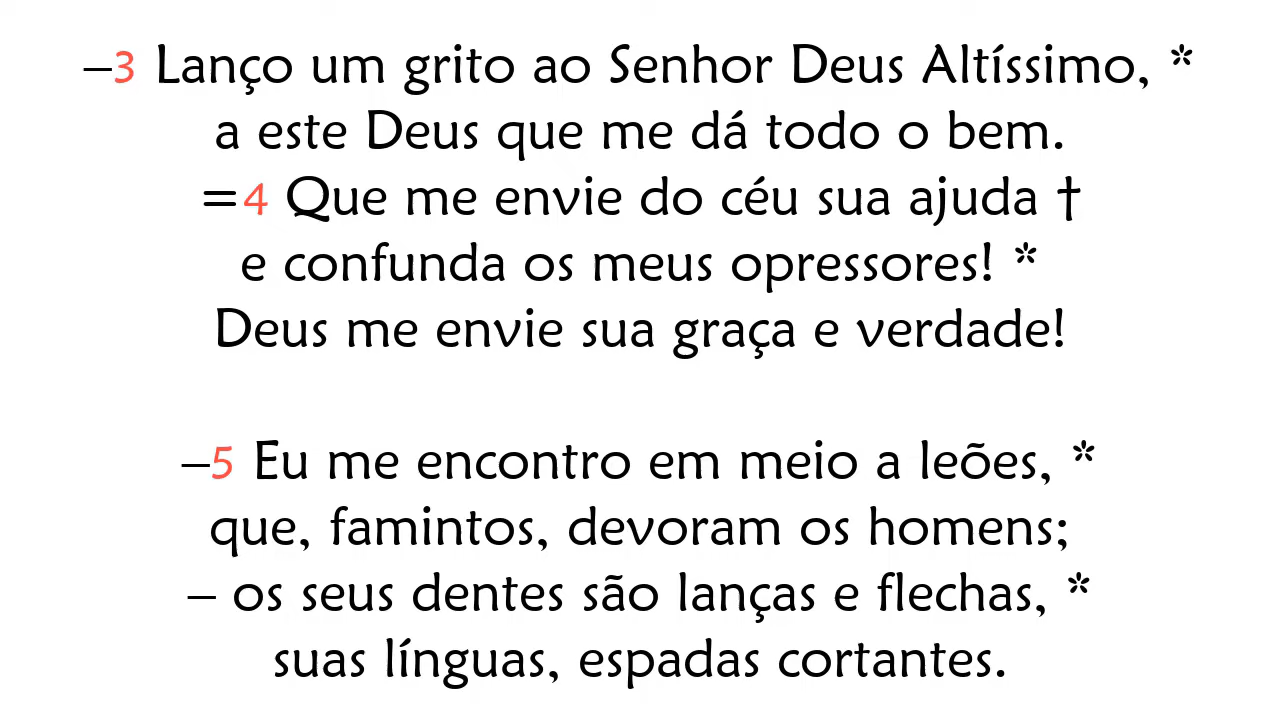 –3 Lanço um grito ao Senhor Deus Altíssimo, *
a este Deus que me dá todo o bem.
=4 Que me envie do céu sua ajuda †
e confunda os meus opressores! *
Deus me envie sua graça e verdade!
–5 Eu me encontro em meio a leões, *
que, famintos, devoram os homens;
– os seus dentes são lanças e flechas, *
suas línguas, espadas cortantes.